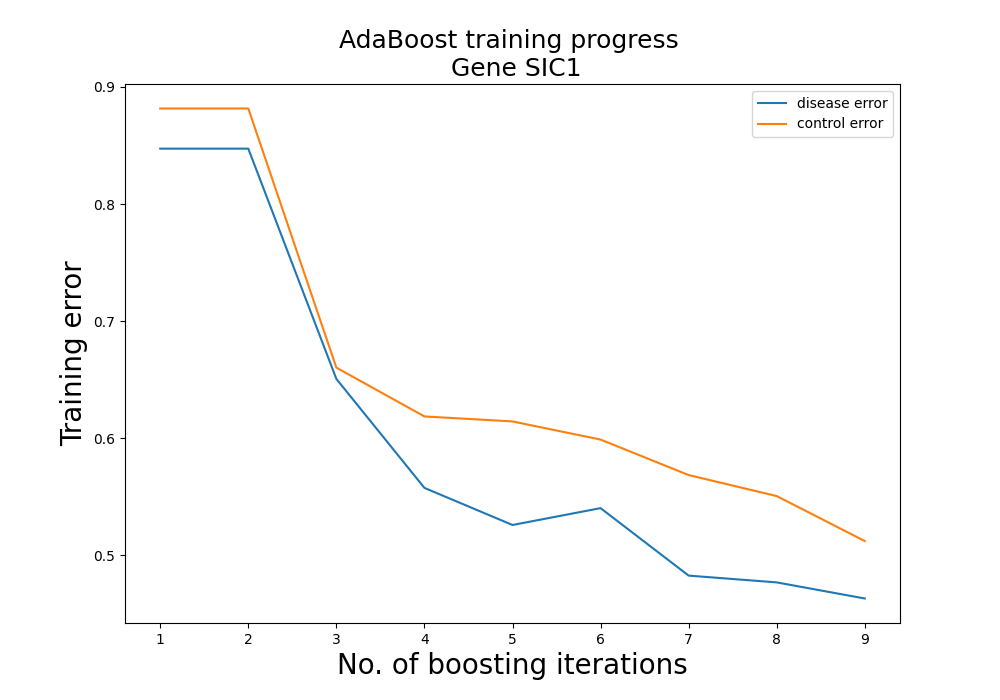 AdaBoost training progress
Gene SIC1
disease error
control error
Training error
0.9
0.8
0.7
0.6
0.5
1 2 3 4 5 6 7 8 9
No. of boosting iterations